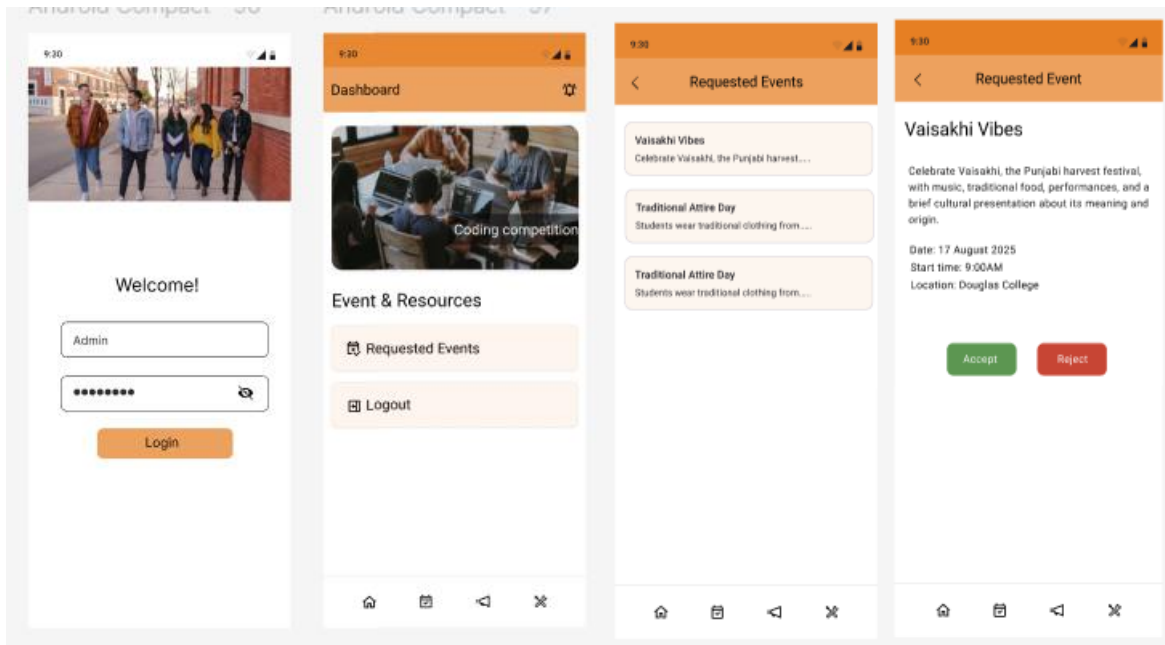 Android Compact - 36
Android Compact - 37
9:30
Welcome!
Admin
Login
9:30
Dashboard
Coding competition
Event & Resources
Requested Events
Logout
9:30
Requested Events
Vaisakhi Vibes
Celebrate Vaisakhi, the Punjabi harvest.....
Traditional Attire Day
Students wear traditional clothing from.....
Traditional Attire Day
Students wear traditional clothing from.....
9:30
Requested Event
Vaisakhi Vibes
Celebrate Vaisakhi, the Punjabi harvest festival,
with music, traditional food, performances, and a
brief cultural presentation about its meaning and
origin.
Date: 17 August 2025
Start time: 9:00AM
Location: Douglas College
Accept
Reject